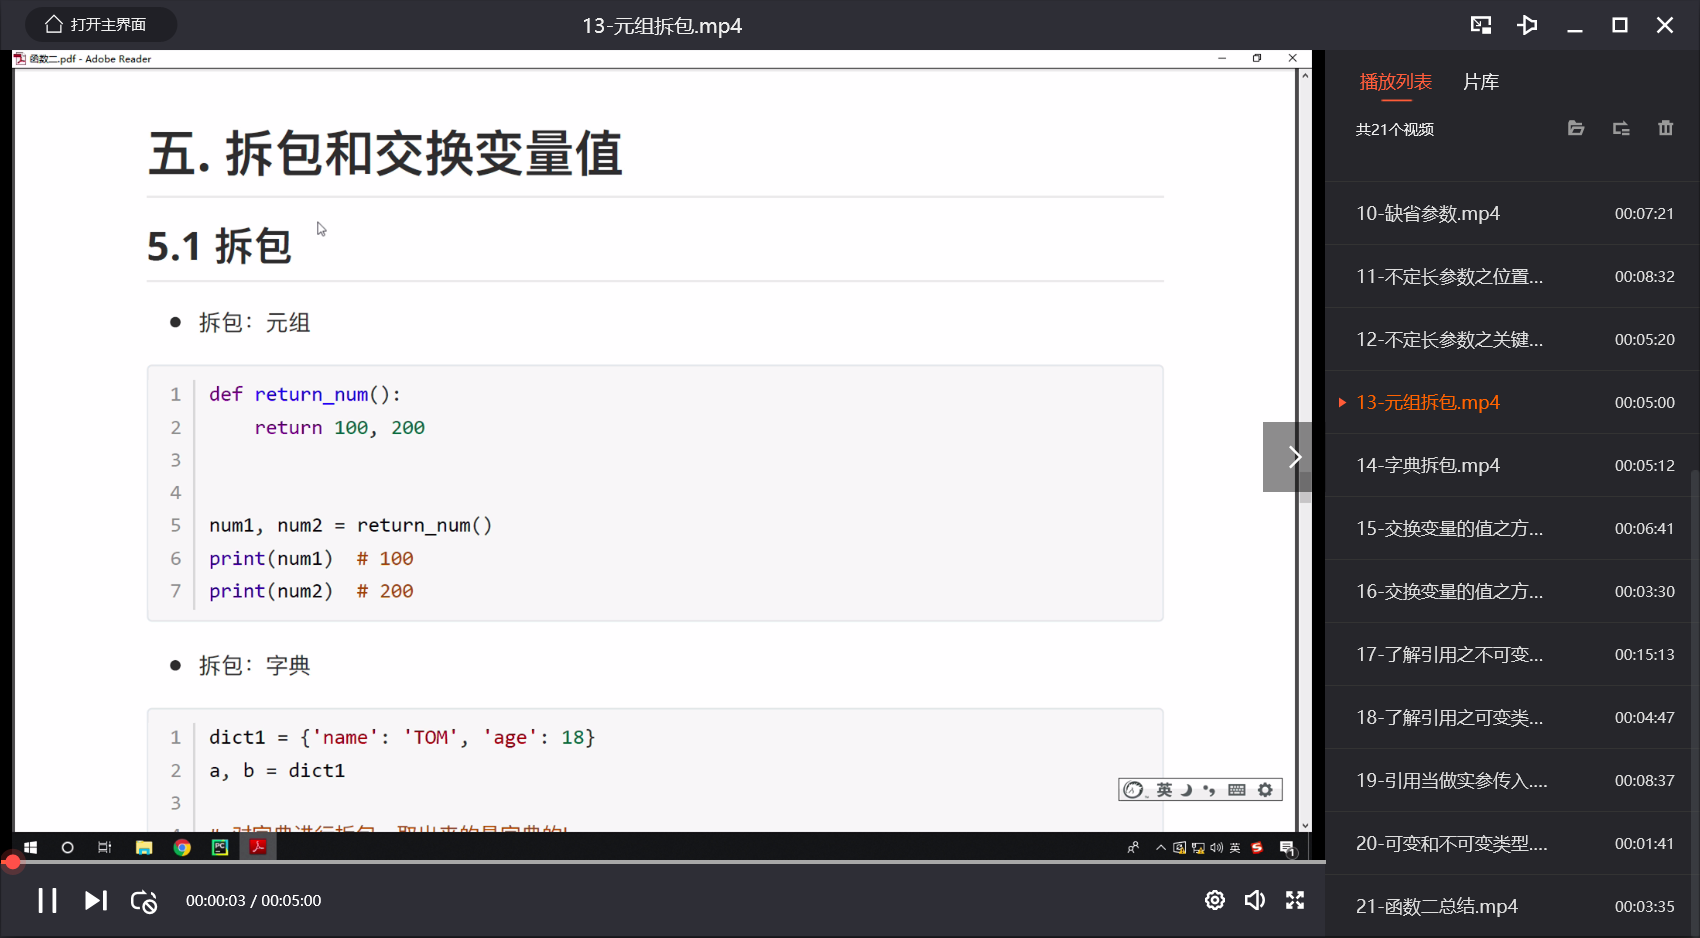 打开主界面
13-元组拆包.mp4
函数二.pdf - Adobe Reader
五. 拆包和交换变量值
5.1 拆包
拆包：元组
1 def return_num():
2 return 100, 200
3
4
5 num1, num2 = return_num()
6 print(num1) # 100
7 print(num2) # 200
拆包：字典
1 dict1 = {'name': 'TOM', 'age': 18}
2 a, b = dict1
3
英
英
1
00:00:03 / 00:05:00
播放列表 片库
共21个视频
10-缺省参数.mp4 00:07:21
11-不定长参数之位置... 00:08:32
12-不定长参数之关键... 00:05:20
13-元组拆包.mp4 00:05:00
14-字典拆包.mp4 00:05:12
15-交换变量的值之方... 00:06:41
16-交换变量的值之方... 00:03:30
17-了解引用之不可变... 00:15:13
18-了解引用之可变类... 00:04:47
19-引用当做实参传入.... 00:08:37
20-可变和不可变类型.... 00:01:41
21-函数二总结.mp4 00:03:35